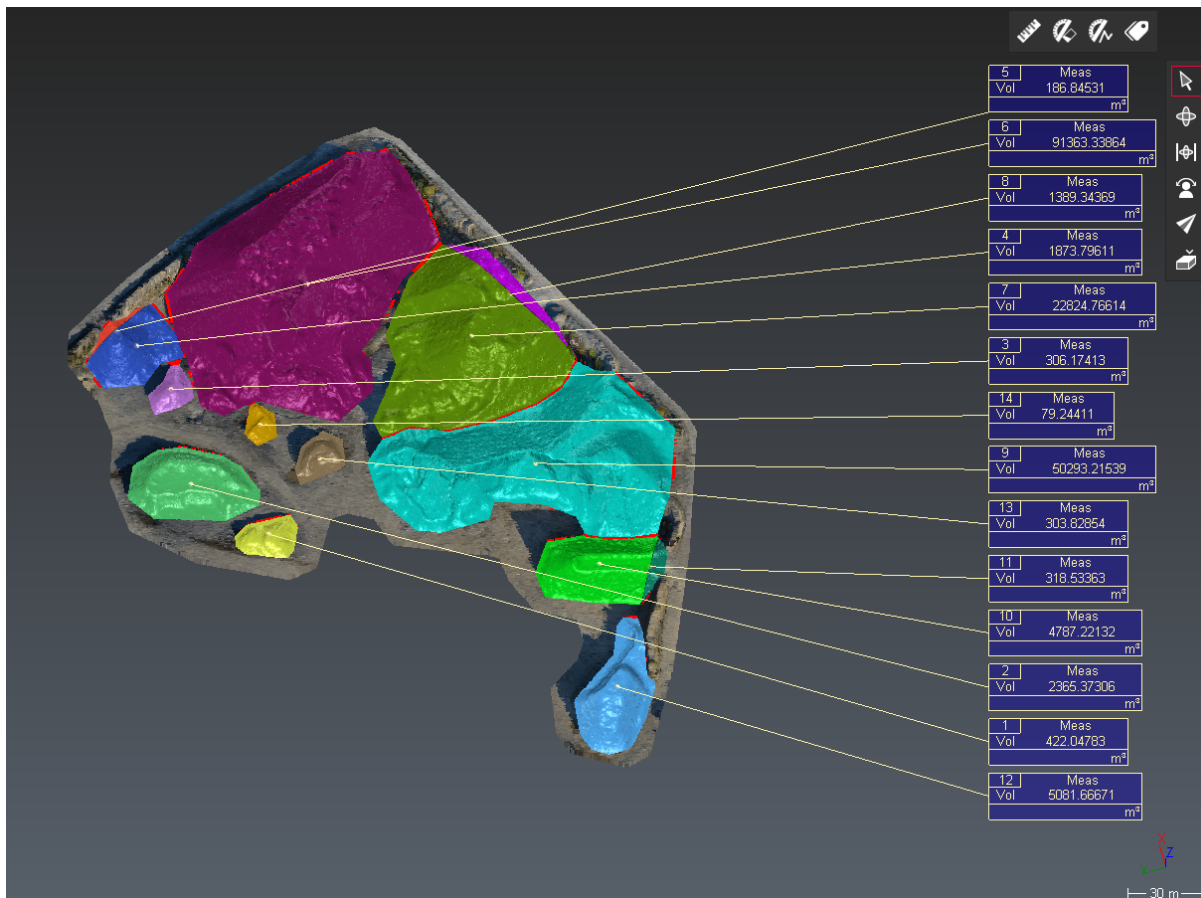 5 Meas
Vol 186.84531
m³
6 Meas
Vol 91363.33864
m³
8 Meas
Vol 1389.34369
m³
4 Meas
Vol 1873.79611
m³
7 Meas
Vol 22824.76614
m³
3 Meas
Vol 306.17413
m³
14 Meas
Vol 79.24411
m³
9 Meas
Vol 50293.21539
m³
13 Meas
Vol 303.82854
m³
11 Meas
Vol 318.53363
m³
10 Meas
Vol 4787.22132
m³
2 Meas
Vol 2365.37306
m³
1 Meas
Vol 422.04783
m³
12 Meas
Vol 5081.66671
m³
X
Z
30 m